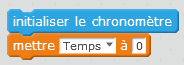 initialiser le chronomètre
mettre Temps à 0